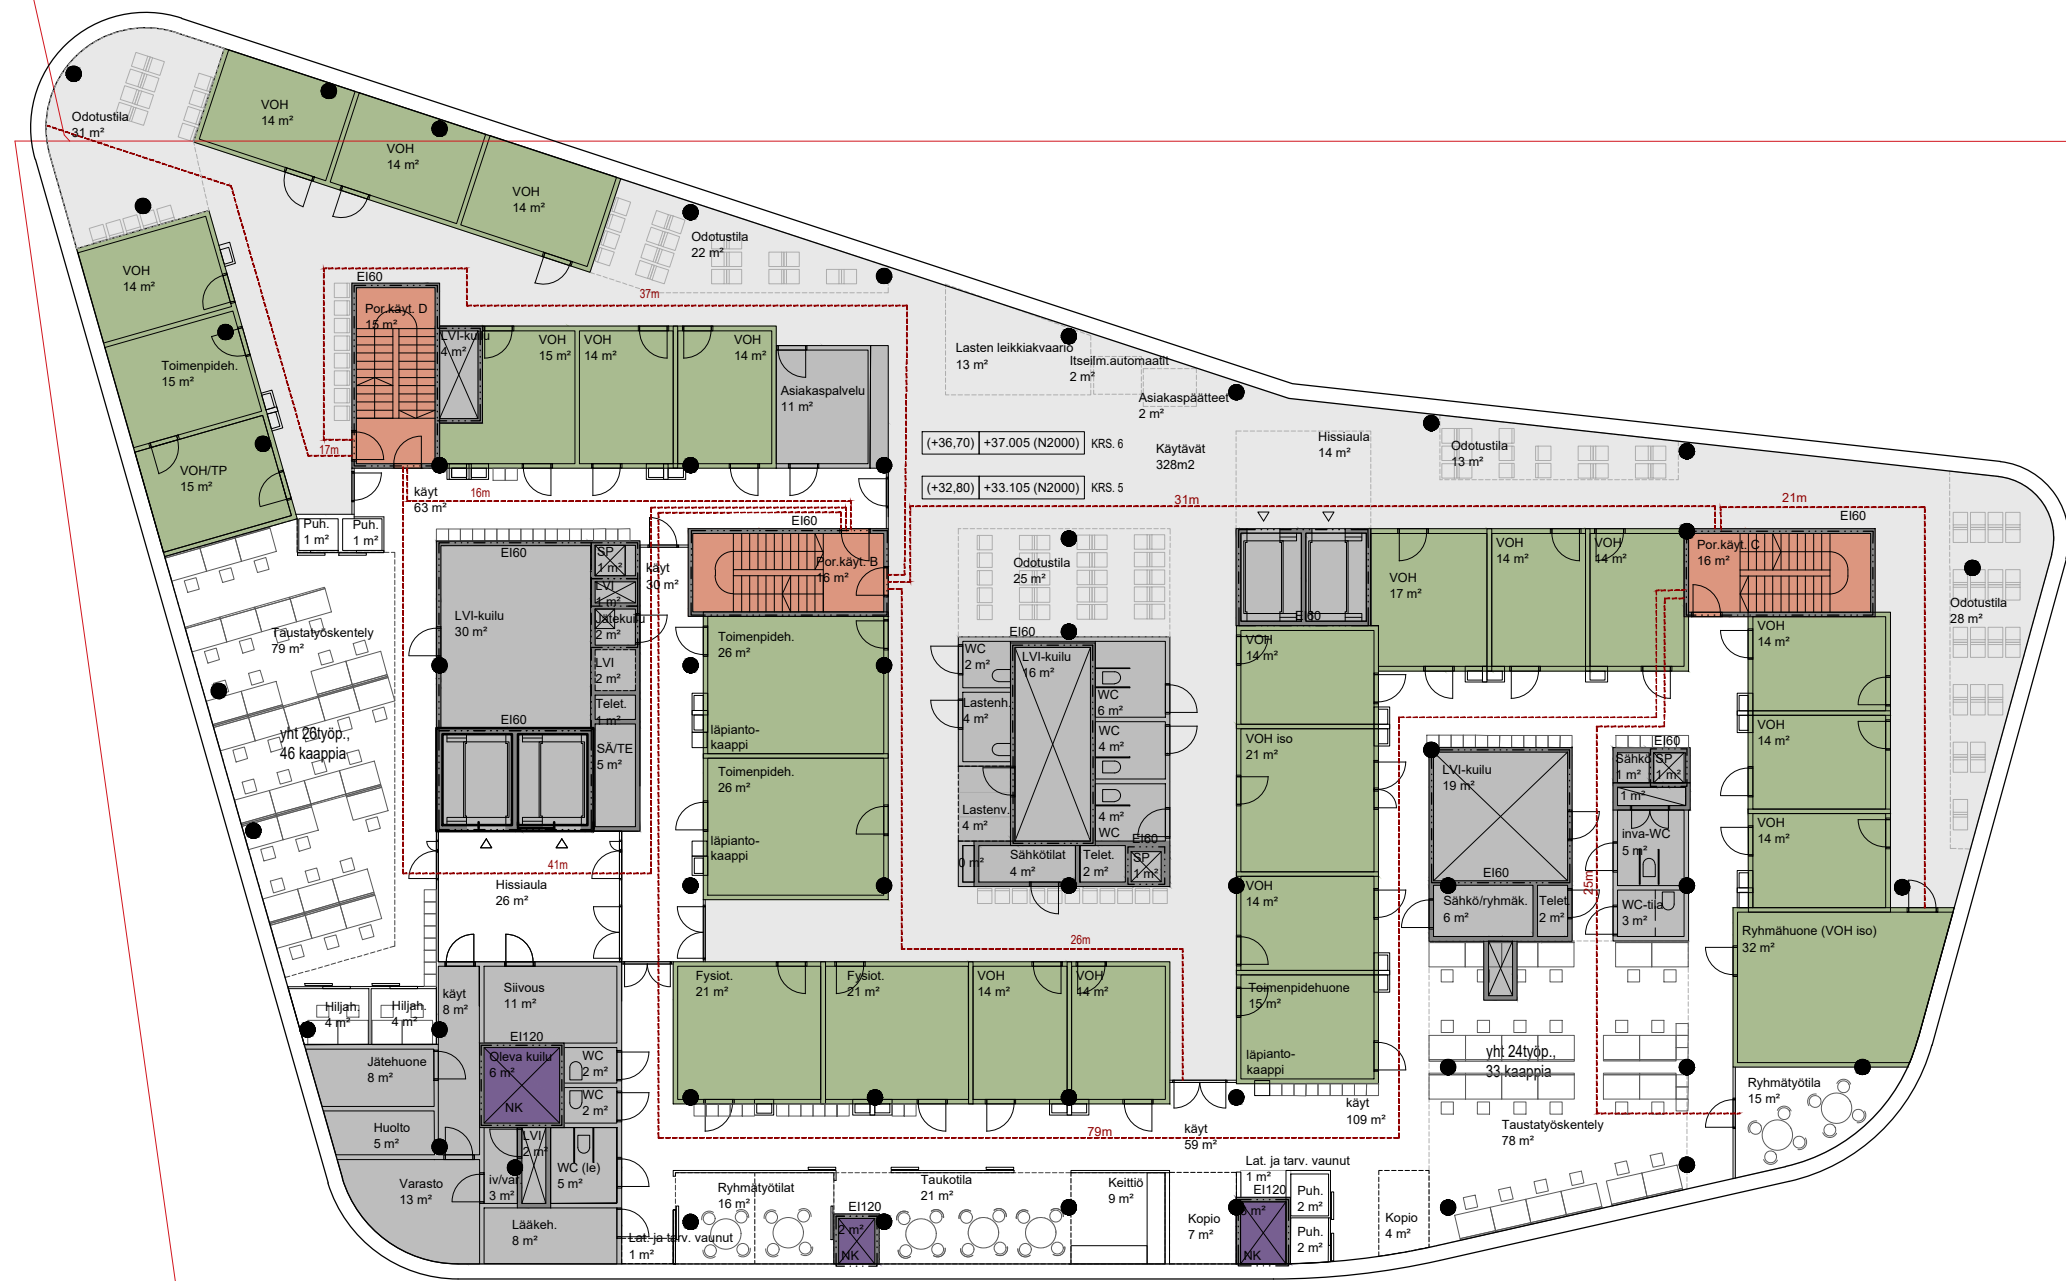 Odotustila
31 m²
VOH
14 m²
VOH
14 m²
VOH
14 m²
Odotustila
22 m²
VOH
14 m²
Toimenpideh.
15 m²
VOH/TP
15 m²
EI60
Por.käyt. D
15 m²
37m
17m
LVI-kuilu
4 m²
VOH
15 m²
VOH
14 m²
VOH
14 m²
Asiakaspalvelu
11 m²
Lasten leikkiakvaario
13 m²
Itseilm.automaatit
2 m²
Asiakaspäätteet
2 m²
(+36,70) +37.005 (N2000) KRS. 6
(+32,80) +33.105 (N2000) KRS. 5
Käytävät
328m2
Hissiaula
14 m²
Odotustila
13 m²
31m
21m
EI60
16m
käyt
63 m²
Puh.
1 m²
Puh.
1 m²
EI60
EI60
SP
1 m²
LVI
1 m²
Jätekuilu
2 m²
LVI
2 m²
Telet.
1 m²
SÄ/TE
5 m²
käyt
30 m²
Por.käyt. B
16 m²
LVI-kuilu
30 m²
EI60
Taustatyöskentely
79 m²
yht 26työp.,
46 kaappia
Toimenpideh.
26 m²
läpianto-
kaappi
Toimenpideh.
26 m²
läpianto-
kaappi
Odotustila
25 m²
EI60
WC
2 m²
LVI-kuilu
16 m²
Lastenh.
4 m²
WC
6 m²
WC
4 m²
Lastenv.
4 m²
4 m²
WC
EI60
SP
1 m²
0 m²
Sähkötilat
4 m²
Telet.
2 m²
EI60
VOH
17 m²
VOH
14 m²
VOH
14 m²
Por.käyt. C
16 m²
VOH
14 m²
VOH iso
21 m²
VOH
14 m²
Toimenpidehuone
15 m²
läpianto-
kaappi
VOH
14 m²
VOH
14 m²
VOH
14 m²
Odotustila
28 m²
LVI-kuilu
19 m²
EI60
EI60
Sähkö
1 m²
SP
1 m²
1 m²
inva-WC
5 m²
WC-tila
3 m²
25m
Sähkö/ryhmäk.
6 m²
Telet.
2 m²
Ryhmähuone (VOH iso)
32 m²
41m
Hissiaula
26 m²
26m
Fysiot.
21 m²
Fysiot.
21 m²
VOH
14 m²
VOH
14 m²
Hiljah.
4 m²
Hiljah.
4 m²
käyt
8 m²
Siivous
11 m²
EI120
Oleva kuilu
6 m²
NK
WC
2 m²
WC
2 m²
Jätehuone
8 m²
Huolto
5 m²
Varasto
13 m²
iv/var.
3 m²
LVI/
2 m²
WC (le)
5 m²
Lääkeh.
8 m²
Lat. ja tarv. vaunut
1 m²
79m
käyt
59 m²
käyt
109 m²
yht 24työp.,
33 kaappia
Taustatyöskentely
78 m²
Ryhmätyötila
15 m²
Ryhmätyötilat
16 m²
EI120
2 m²
NK
Taukotila
21 m²
Keittiö
9 m²
Kopio
7 m²
Lat. ja tarv. vaunut
1 m²
EI120
NK
Puh.
2 m²
Puh.
2 m²
Kopio
4 m²